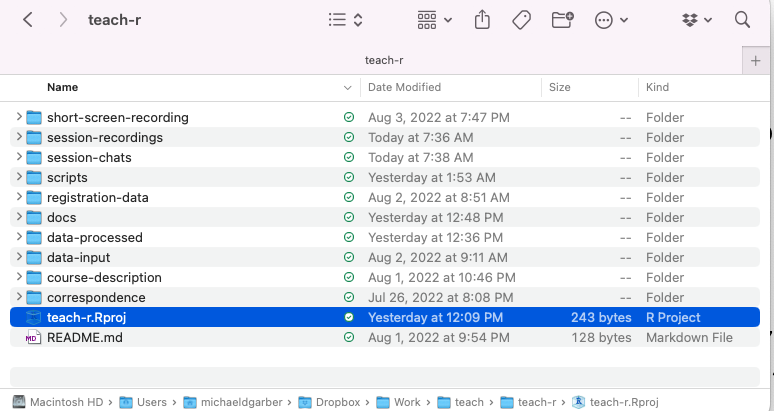 teach-r
teach-r
Name Date Modified Size Kind
short-screen-recording Aug 3, 2022 at 7:47 PM -- Folder
session-recordings Today at 7:36 AM -- Folder
session-chats Today at 7:38 AM -- Folder
scripts Yesterday at 1:53 AM -- Folder
registration-data Aug 2, 2022 at 8:51 AM -- Folder
docs Yesterday at 12:48 PM -- Folder
data-processed Yesterday at 12:36 PM -- Folder
data-input Aug 2, 2022 at 9:11 AM -- Folder
course-description Aug 1, 2022 at 10:46 PM -- Folder
correspondence Jul 26, 2022 at 8:08 PM -- Folder
teach-r.Rproj Yesterday at 12:09 PM 243 bytes R Project
MD README.md Aug 1, 2022 at 9:54 PM 128 bytes Markdown File
Macintosh HD > Users > michaeldgarber > Dropbox > Work > teach > teach-r > teach-r.Rproj